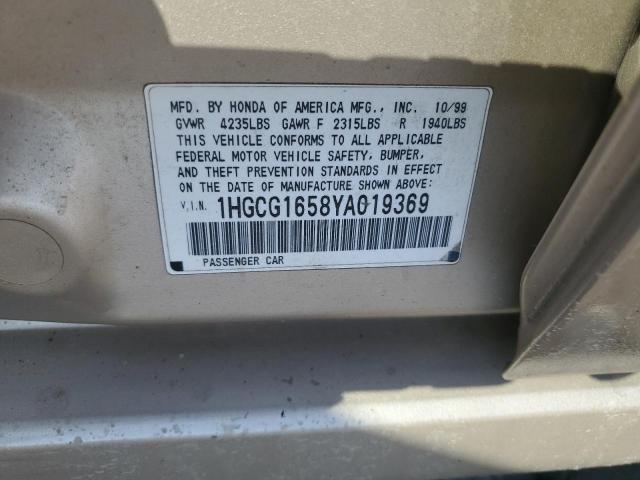 MFD. BY HONDA OF AMERICA MFG., INC. 10/99
GVWR 4235LBS GAWR F 2315LBS R 1940LBS
THIS VEHICLE CONFORMS TO ALL APPLICABLE
FEDERAL MOTOR VEHICLE SAFETY, BUMPER,
AND THEFT PREVENTION STANDARDS IN EFFECT
ON THE DATE OF MANUFACTURE SHOWN ABOVE:
V.I.N. 1HGCG1658YA019369
PASSENGER CAR